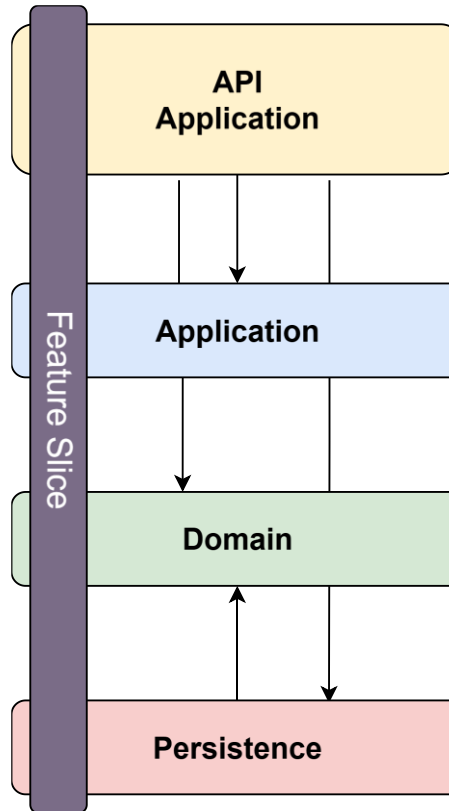 API
Application
Feature Slice
Application
Domain
Persistence